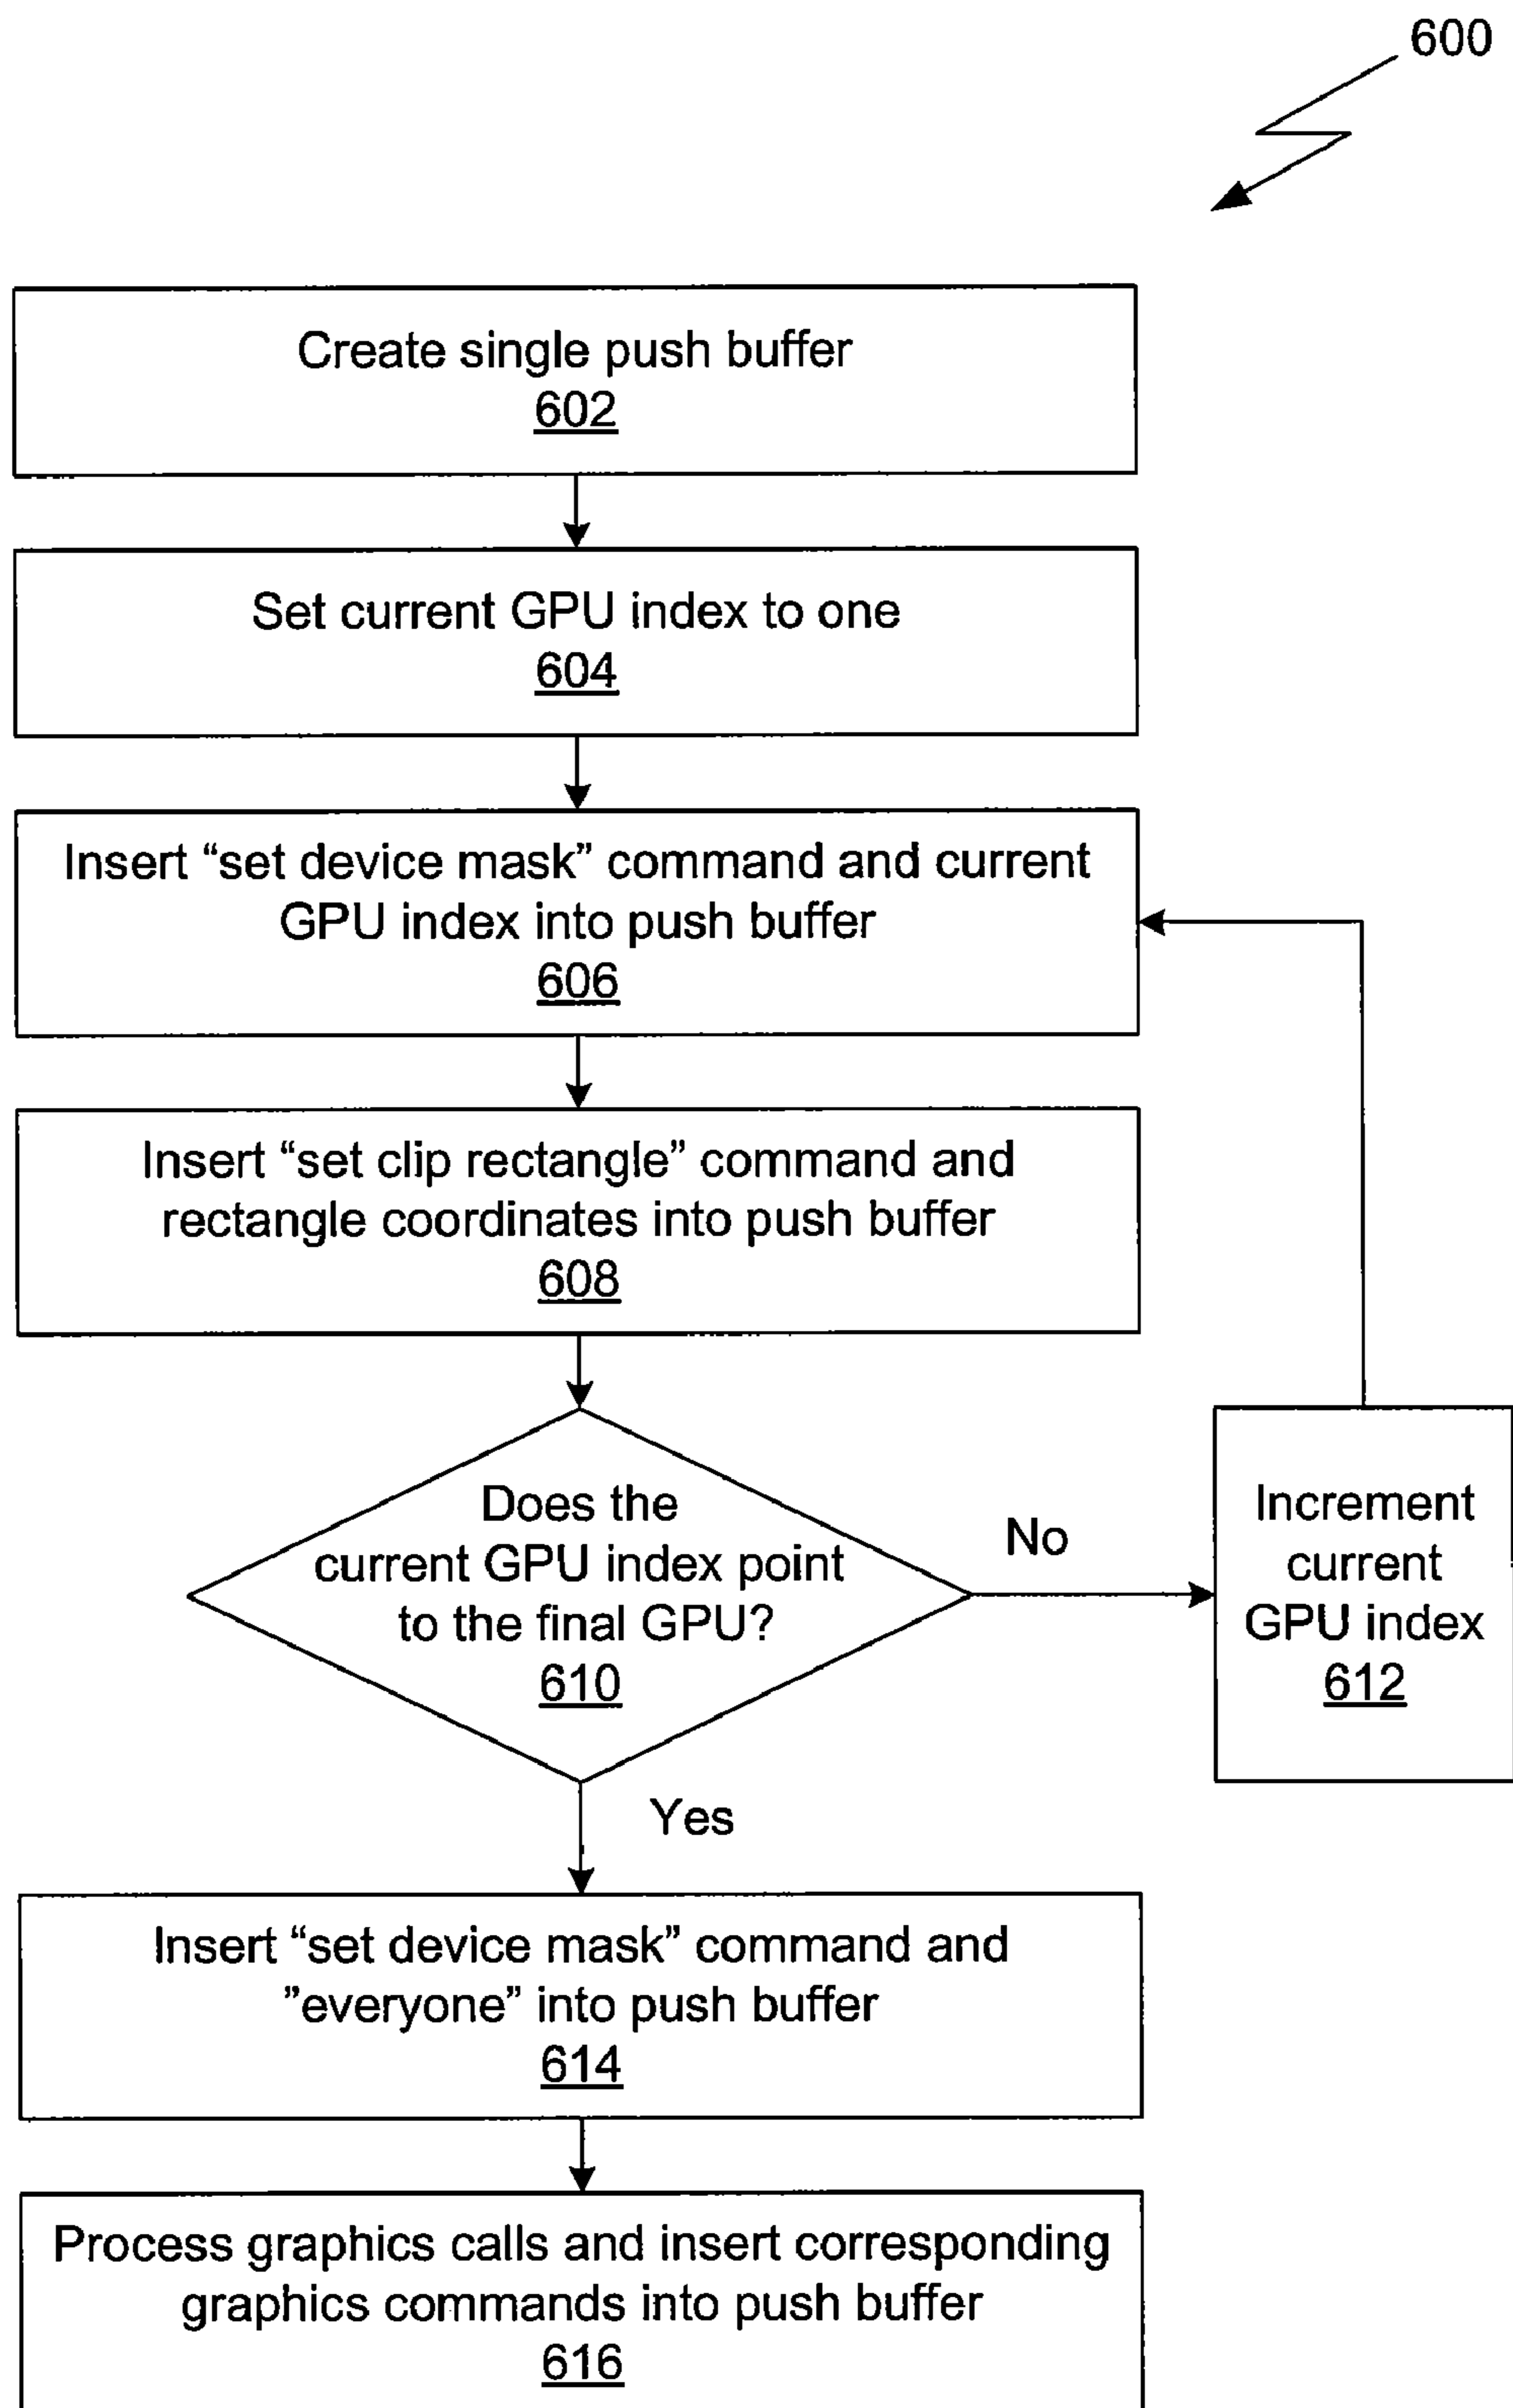 600
Create single push buffer
602
Set current GPU index to one
604
Insert “set device mask” command and current
GPU index into push buffer
606
Insert “set clip rectangle” command and
rectangle coordinates into push buffer
608
Does the
current GPU index point
to the final GPU?
610
No
Increment
current
GPU index
612
Yes
Insert “set device mask” command and
”everyone” into push buffer
614
Process graphics calls and insert corresponding
graphics commands into push buffer
616